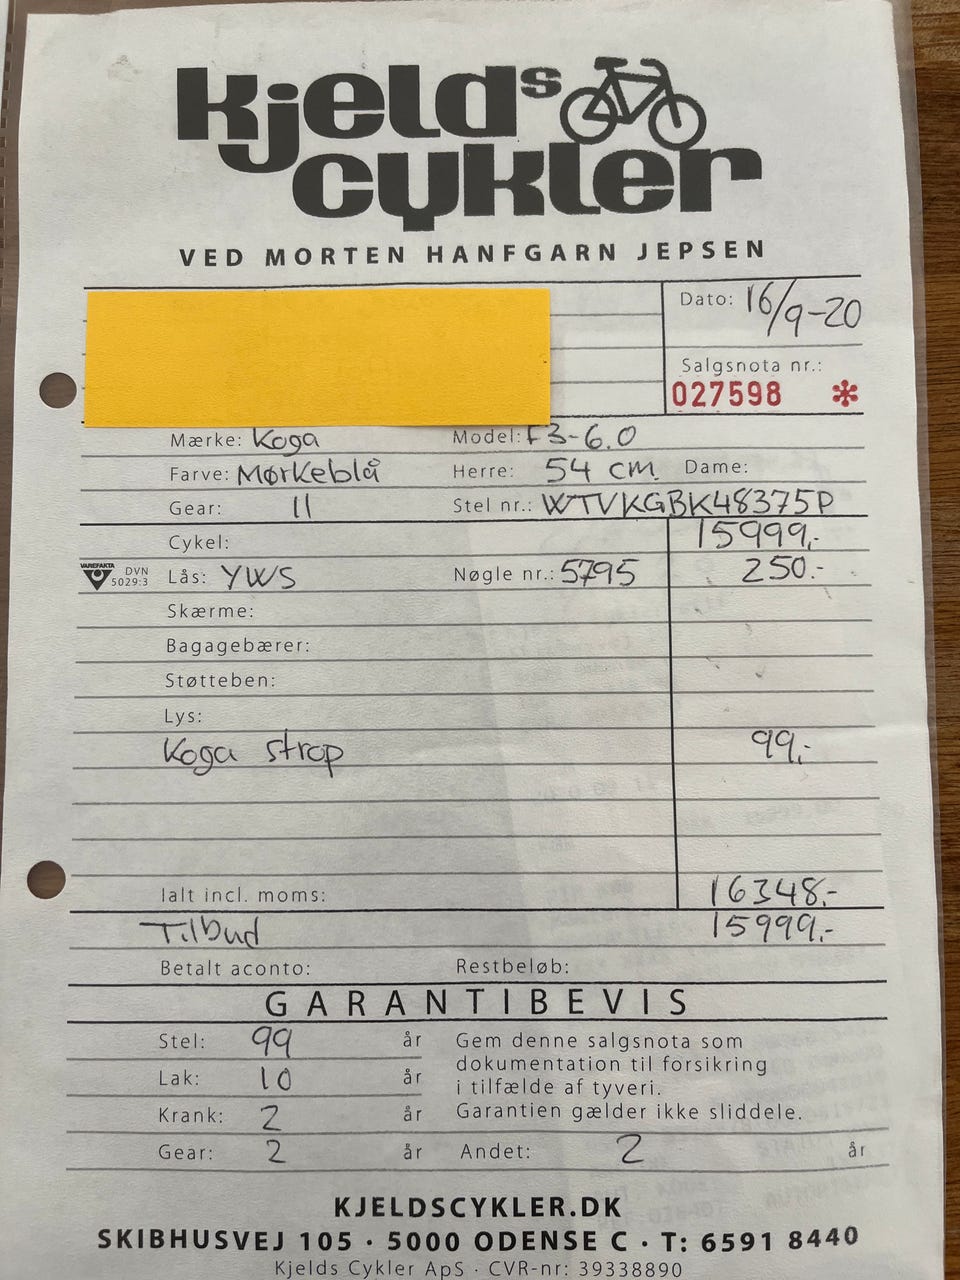 Kjelds
cykler
VED MORTEN HANFGARN JEPSEN
Dato: 16/9-20
Salgsnota nr.:
027598 *
Mærke: Koga Model: F3-6.0
Farve: Mørkeblå Herre: 54 cm. Dame:
Gear: 11 Stel nr.: WTVKGBK48375P
Cykel: 15999,-
VAREFAKTA DVN 5029:3 Lås: YWS Nøgle nr.: 5795 250.-
Skærme:
Bagagebærer:
Støtteben:
Lys:
Koga strop 99,-
Ialt incl. moms: 16348.-
Tilbud 15999.-
Betalt aconto: Restbeløb:
GARANTIBEVIS
Stel: 99 år Gem denne salgsnota som
dokumentation til forsikring
Lak: 10 år i tilfælde af tyveri.
Krank: 2 år Garantien gælder ikke sliddele.
Gear: 2 år Andet: 2 år
KJELDSCYKLER.DK
SKIBHUSVEJ 105 · 5000 ODENSE C · T: 6591 8440
Kjelds Cykler ApS · CVR-nr: 39338890